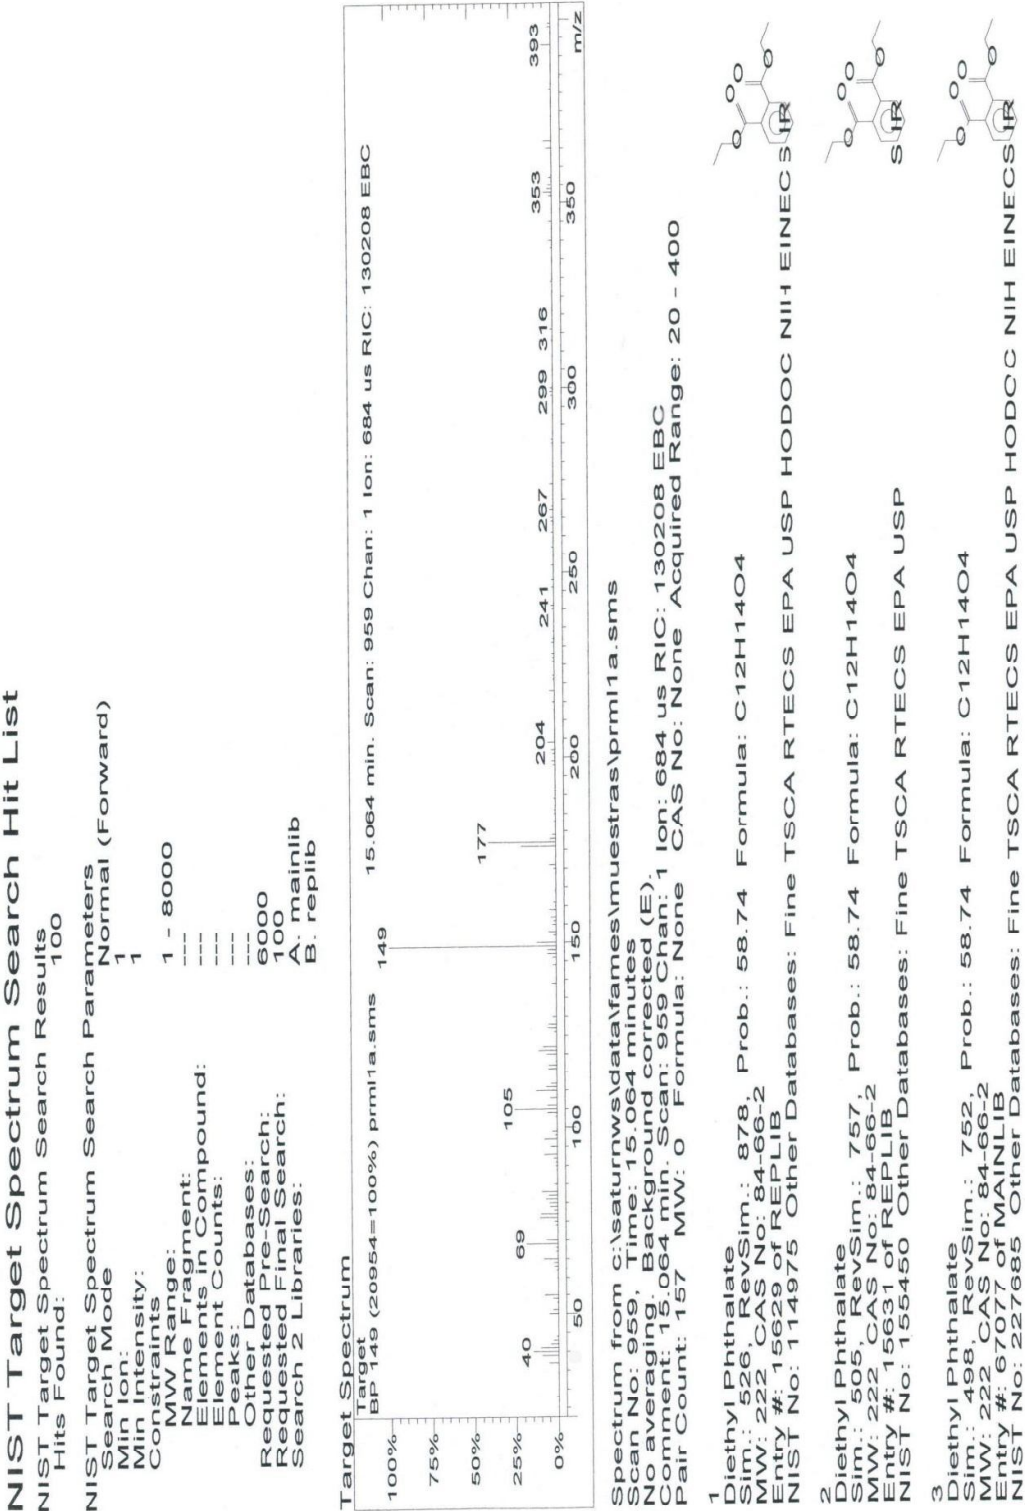 NIST Target Spectrum Search Hit List
NIST Target Spectrum Search Results
Hits Found: 100
NIST Target Spectrum Search Parameters
Search Mode Normal (Forward)
Min Ion: 1
Min Intensity: 1
Constraints
MW Range: 1 - 8000
Name Fragment: ---
Elements in Compound: ---
Element Counts: ---
Peaks: ---
Other Databases: ---
Requested Pre-Search: 6000
Requested Final Search: 100
Search 2 Libraries: A. mainlib
B. replib
Target Spectrum
Target
BP 149 (20954=100%) prml1a.sms 15.064 min. Scan: 959 Chan: 1 Ion: 684 us RIC: 130208 EBC
100%
75%
50%
25%
0%
40
69
105
149
177
204
241
267
299
316
353
393
50
100
150
200
250
300
350
m/z
Spectrum from c:\saturnws\data\fames\muestras\prml1a.sms
Scan No: 959, Time: 15.064 minutes
No averaging. Background corrected (E).
Comment: 15.064 min. Scan: 959 Chan: 1 Ion: 684 us RIC: 130208 EBC
Pair Count: 157 MW: 0 Formula: None CAS No: None Acquired Range: 20 - 400
1
Diethyl Phthalate
Sim.: 526, RevSim.: 878, Prob.: 58.74 Formula: C12H14O4
MW: 222 CAS No: 84-66-2
Entry #: 15629 of REPLIB
NIST No: 114975 Other Databases: Fine TSCA RTECS EPA USP HODOC NIH EINECS IR
O
O
O
O
2
Diethyl Phthalate
Sim.: 505, RevSim.: 757, Prob.: 58.74 Formula: C12H14O4
MW: 222 CAS No: 84-66-2
Entry #: 15631 of REPLIB
NIST No: 155450 Other Databases: Fine TSCA RTECS EPA USP
S IR
O
O
O
O
3
Diethyl Phthalate
Sim.: 498, RevSim.: 752, Prob.: 58.74 Formula: C12H14O4
MW: 222 CAS No: 84-66-2
Entry #: 67077 of MAINLIB
NIST No: 227685 Other Databases: Fine TSCA RTECS EPA USP HODOC NIH EINECS IR
O
O
O
O